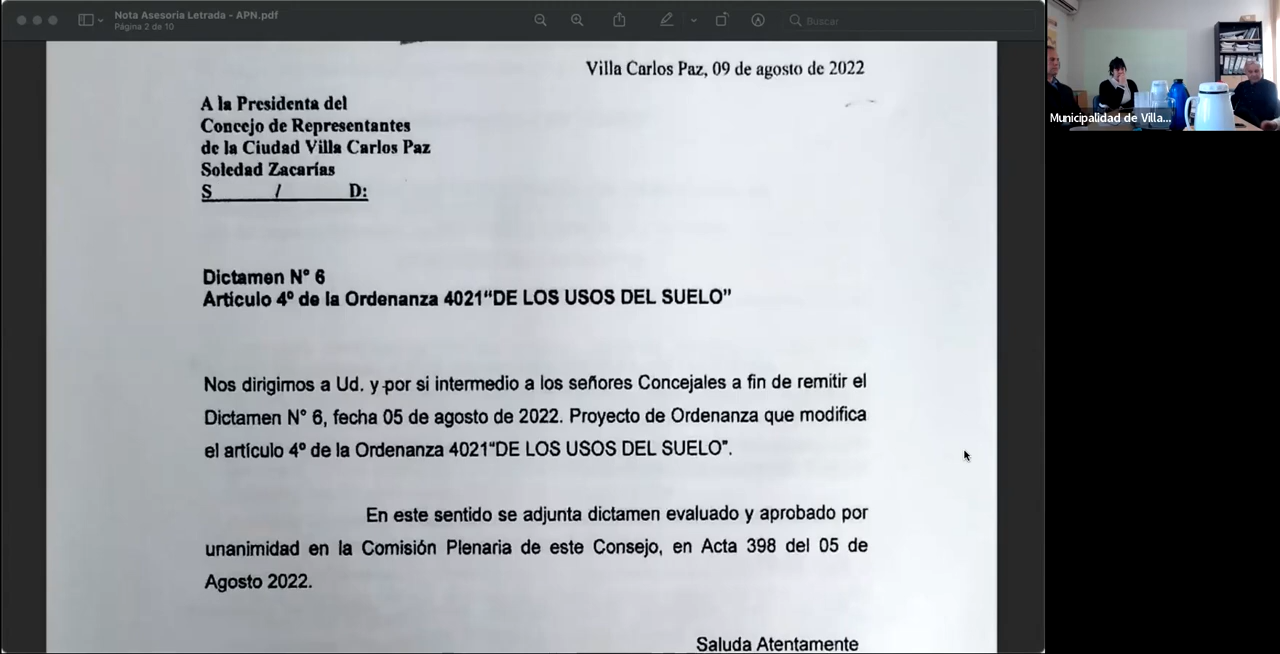 Nota Asesoria Letrada - APN.pdf
Página 2 de 10
Buscar
Villa Carlos Paz, 09 de agosto de 2022
A la Presidenta del
Concejo de Representantes
de la Ciudad Villa Carlos Paz
Soledad Zacarías
S / D:
Dictamen N° 6
Artículo 4º de la Ordenanza 4021"DE LOS USOS DEL SUELO"
Nos dirigimos a Ud. y por si intermedio a los señores Concejales a fin de remitir el
Dictamen N° 6, fecha 05 de agosto de 2022. Proyecto de Ordenanza que modifica
el artículo 4º de la Ordenanza 4021"DE LOS USOS DEL SUELO".
En este sentido se adjunta dictamen evaluado y aprobado por
unanimidad en la Comisión Plenaria de este Consejo, en Acta 398 del 05 de
Agosto 2022.
Saluda Atentamente
Municipalidad de Villa...